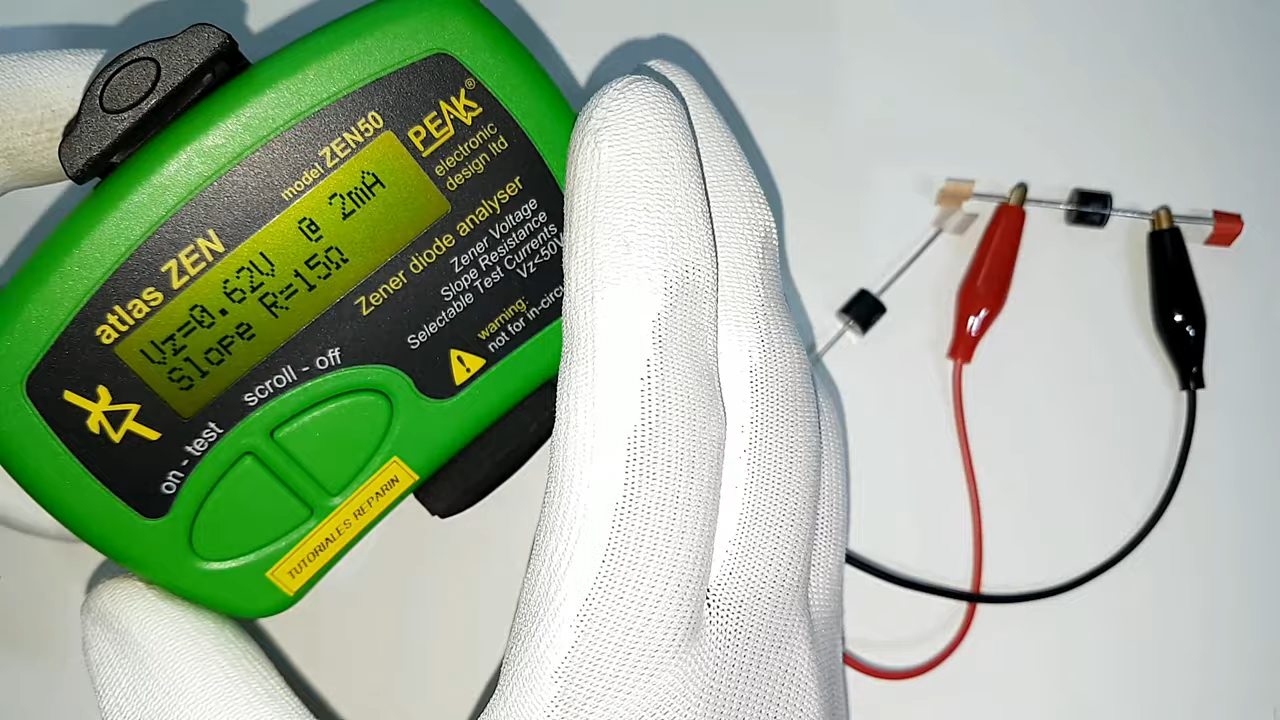 PEAK®
electronic
design ltd
model ZEN50
atlas ZEN
Vz=0.62V @ 2mA
Slope R=15Ω
Zener diode analyser
Zener Voltage
Slope Resistance
Selectable Test Currents
Vz<50V
warning:
not for in-circu
on - test
scroll - off
TUTORIALES REPARIN